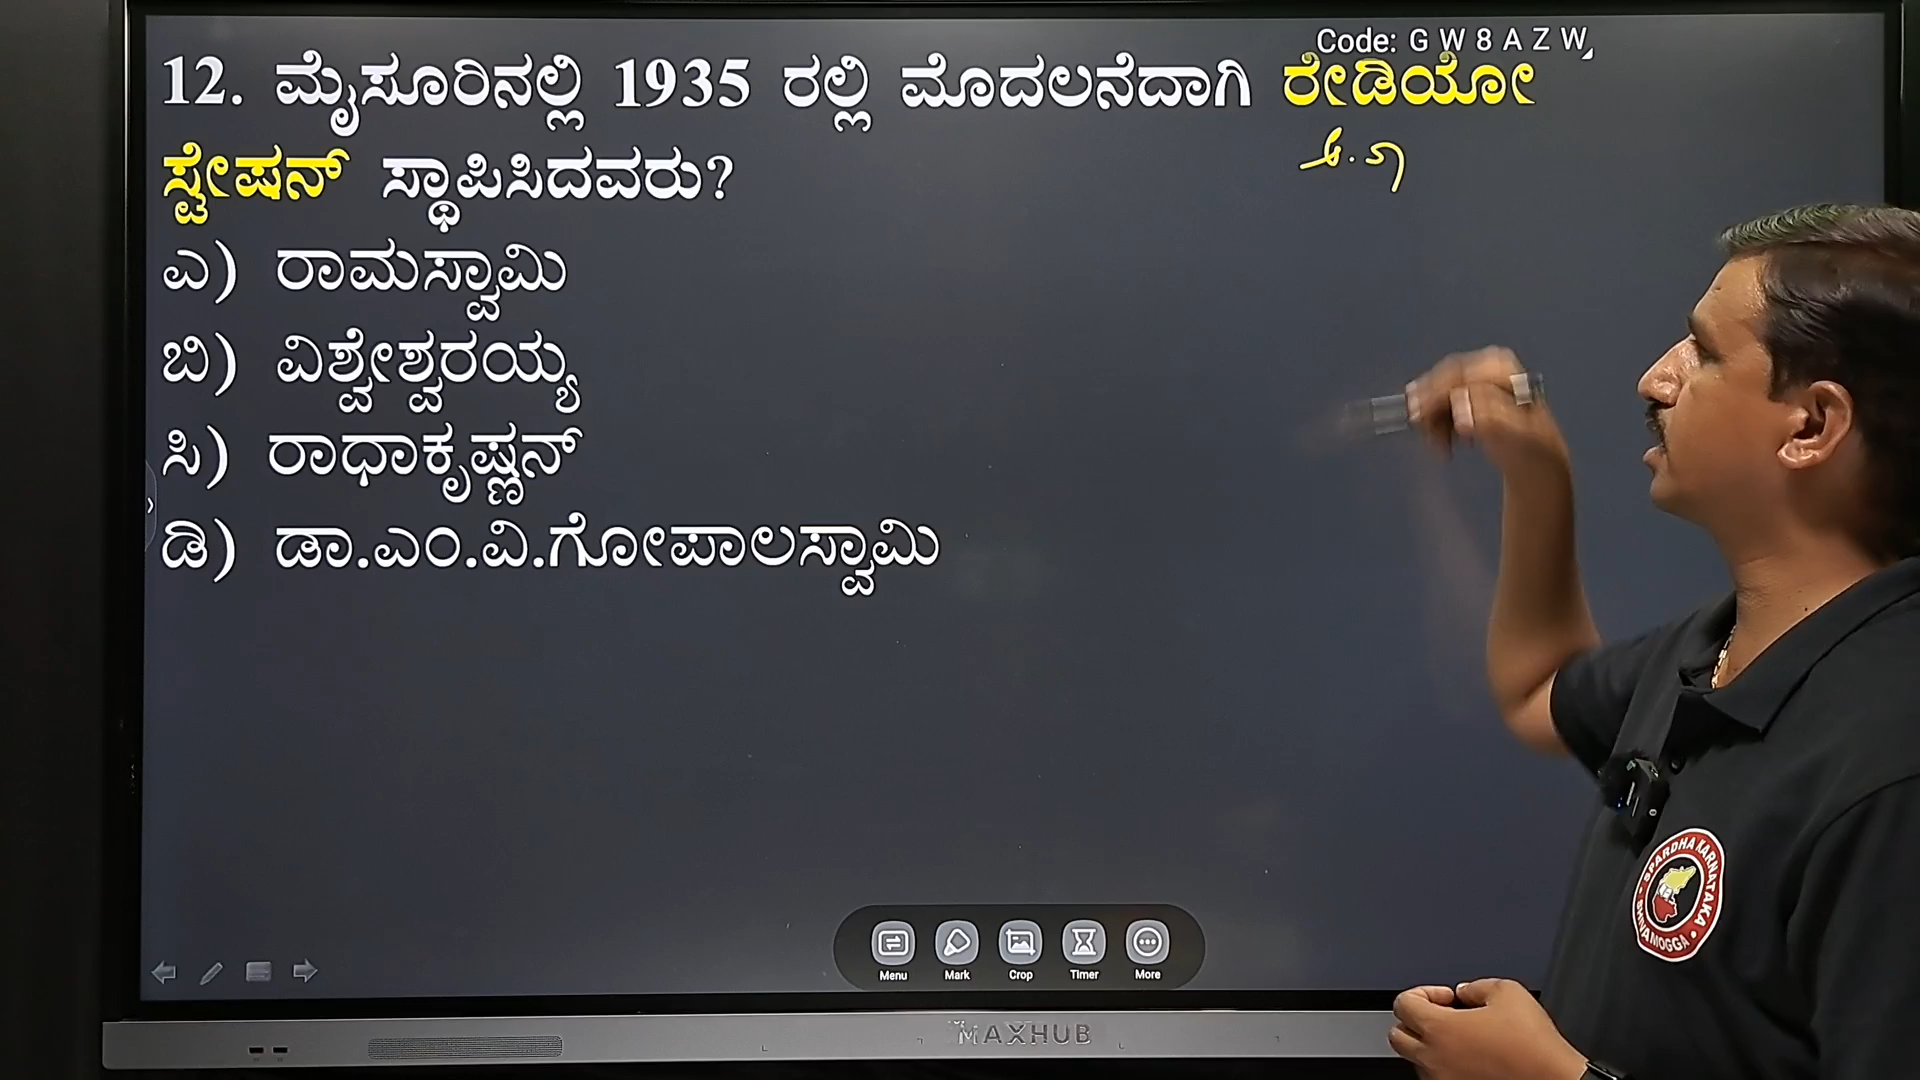 Code: G W 8 A Z W
12. ಮೈಸೂರಿನಲ್ಲಿ 1935 ರಲ್ಲಿ ಮೊದಲನೆದಾಗಿ ರೇಡಿಯೋ
ಸ್ಟೇಷನ್ ಸ್ಥಾಪಿಸಿದವರು?
ಎ) ರಾಮಸ್ವಾಮಿ
ಬಿ) ವಿಶ್ವೇಶ್ವರಯ್ಯ
ಸಿ) ರಾಧಾಕೃಷ್ಣನ್
ಡಿ) ಡಾ.ಎಂ.ವಿ.ಗೋಪಾಲಸ್ವಾಮಿ
SPARDHA KARNATAKA
SHIVAMOGGA
Menu Mark Crop Timer More
MAXHUB